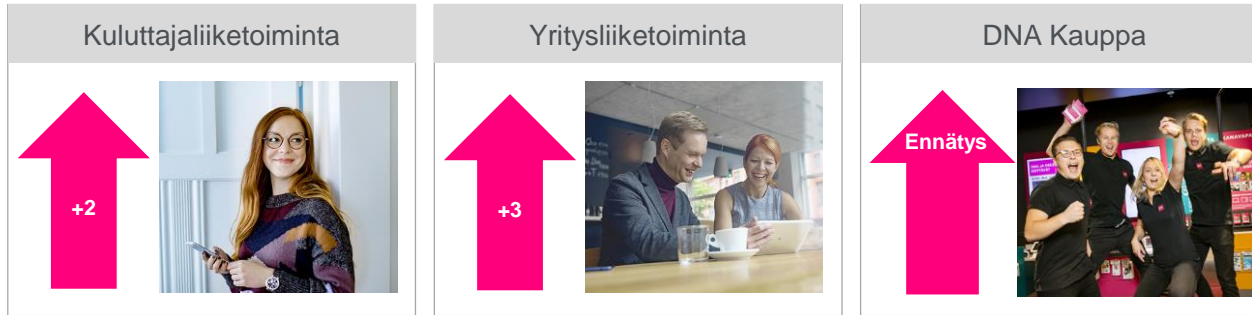 Kuluttajaliiketoiminta
+2
Yritysliiketoiminta
+3
DNA Kauppa
Ennätys